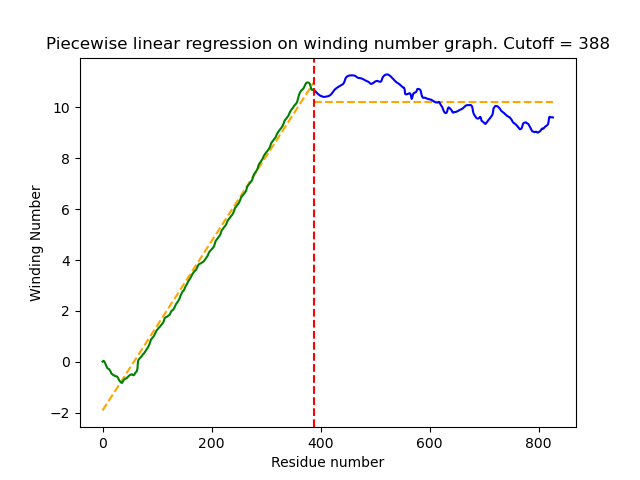 Piecewise linear regression on winding number graph. Cutoff = 388
Winding Number
10
8
6
4
2
0
−2
0 200 400 600 800
Residue number